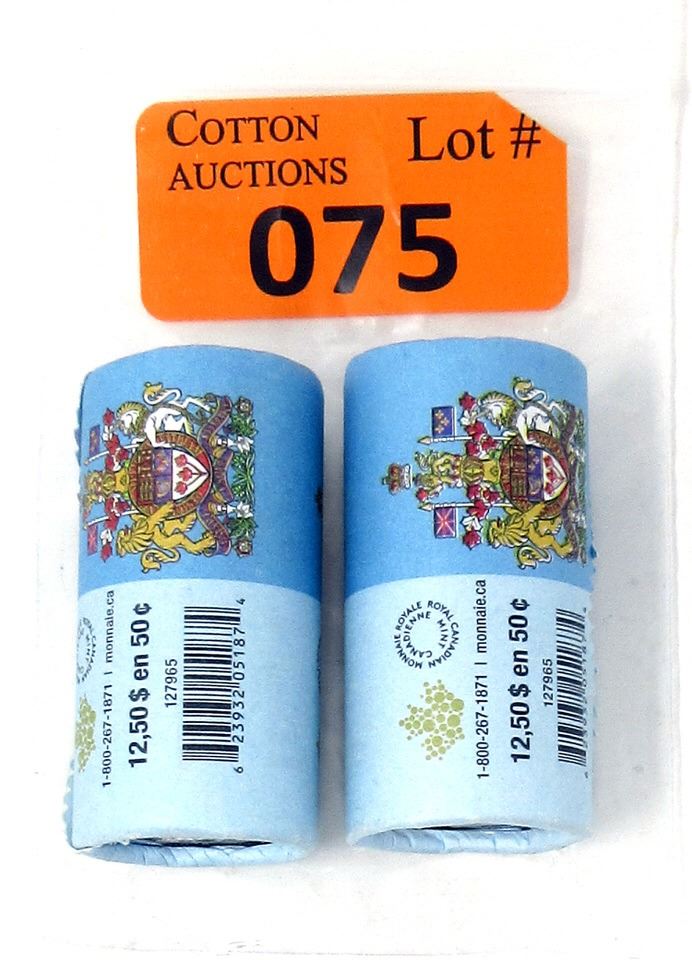 COTTON
AUCTIONS
Lot #
075
1-800-267-1871 | monnaie.ca
12,50 $ en 50 ¢
127965
6 23932 05187 4
MONNAIE ROYALE CANADIENNE
ROYAL CANADIAN MINT
1-800-267-1871 | monnaie.ca
12,50 $ en 50 ¢
127965